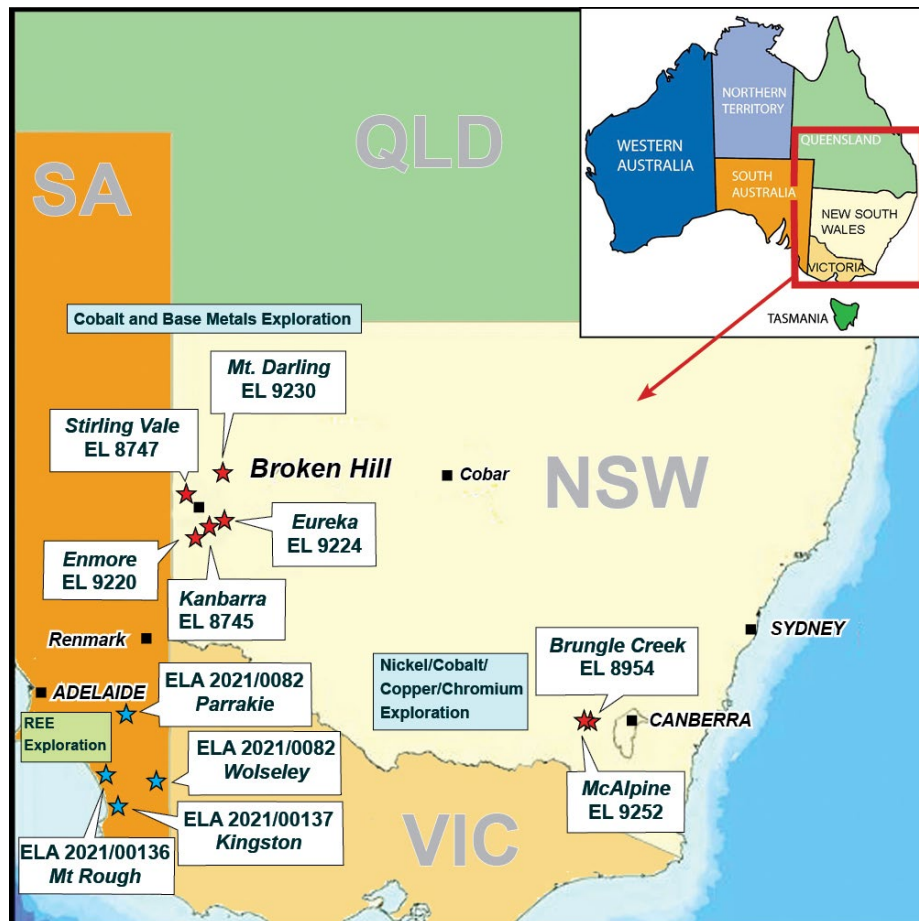 QLD
SA
NORTHERN
TERRITORY
QUEENSLAND
WESTERN
AUSTRALIA
SOUTH
AUSTRALIA
NEW SOUTH
WALES
VICTORIA
TASMANIA
Cobalt and Base Metals Exploration
Mt. Darling
EL 9230
Stirling Vale
EL 8747
Broken Hill
Cobar
NSW
Eureka
EL 9224
Enmore
EL 9220
Kanbarra
EL 8745
Renmark
SYDNEY
Brungle Creek
EL 8954
Nickel/Cobalt/
Copper/Chromium
Exploration
ELA 2021/0082
Parrakie
ADELAIDE
REE
Exploration
CANBERRA
ELA 2021/0082
Wolseley
McAlpine
EL 9252
ELA 2021/00137
Kingston
VIC
ELA 2021/00136
Mt Rough